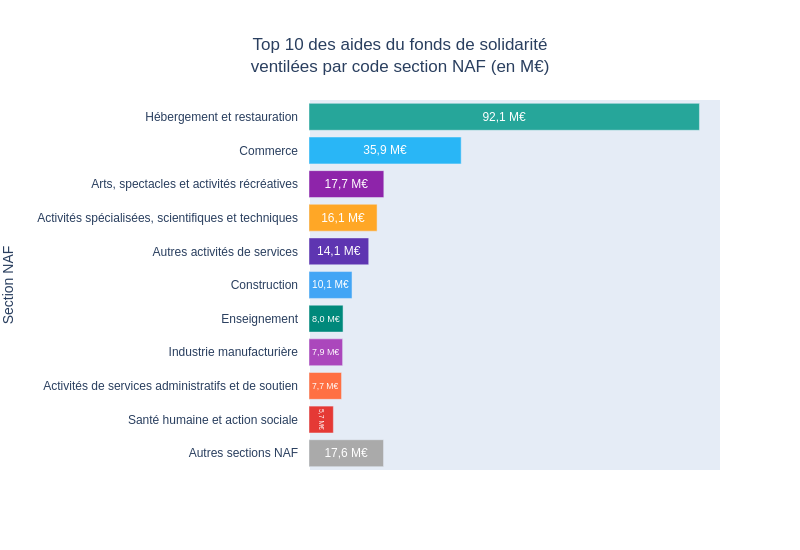 Top 10 des aides du fonds de solidarité
ventilées par code section NAF (en M€)
Section NAF
Hébergement et restauration 92,1 M€
Commerce 35,9 M€
Arts, spectacles et activités récréatives 17,7 M€
Activités spécialisées, scientifiques et techniques 16,1 M€
Autres activités de services 14,1 M€
Construction 10,1 M€
Enseignement 8,0 M€
Industrie manufacturière 7,9 M€
Activités de services administratifs et de soutien 7,7 M€
Santé humaine et action sociale 5,7 M€
Autres sections NAF 17,6 M€